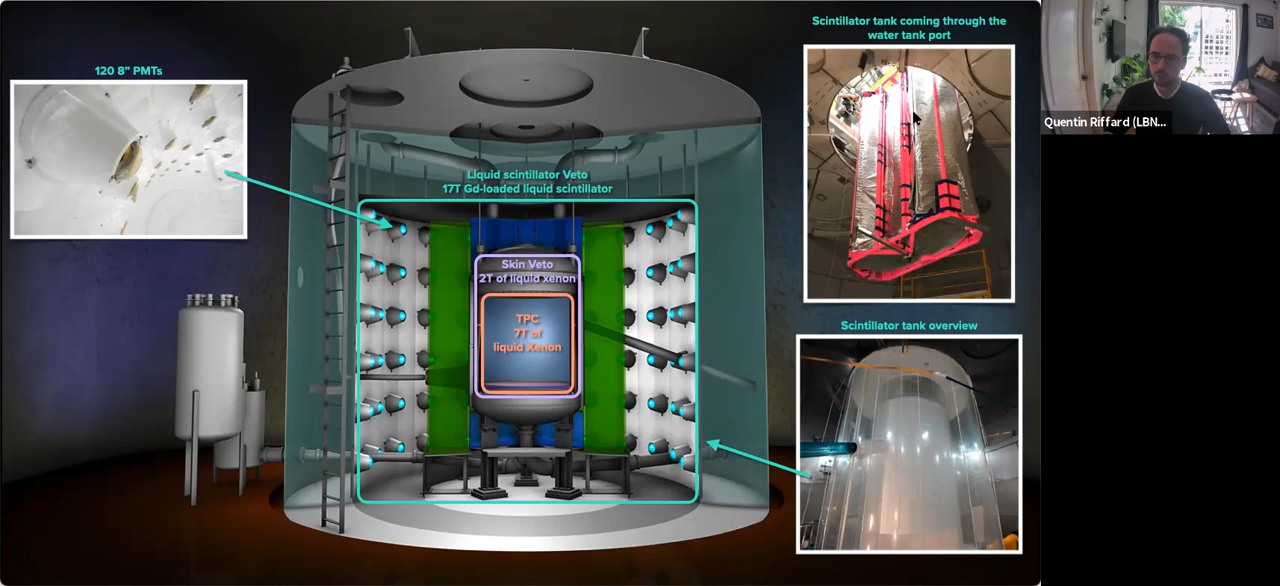 120 8" PMTs
Scintillator tank coming through the
water tank port
Quentin Riffard (LBN...
Liquid scintillator Veto
17T Gd-loaded liquid scintillator
Skin Veto
2T of liquid xenon
TPC
7T of
liquid Xenon
Scintillator tank overview